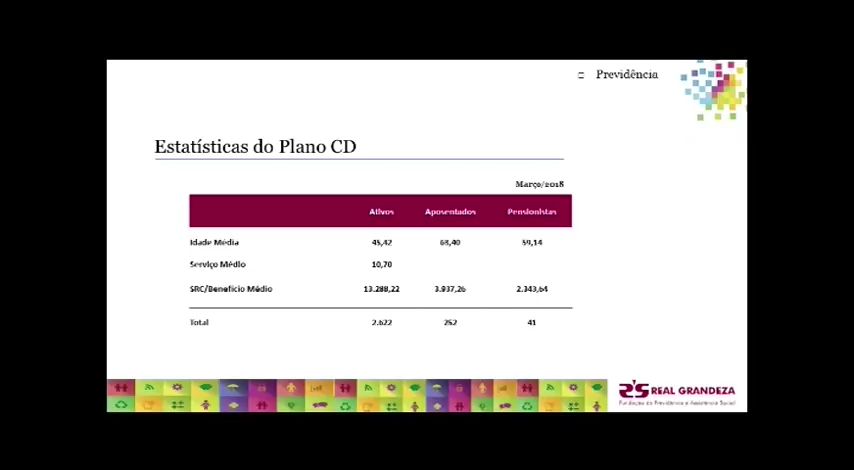 Previdência
Estatísticas do Plano CD
Março/2018
Ativos Aposentados Pensionistas
Idade Média 45,42 63,40 59,14
Serviço Médio 10,70
SRC/Benefício Médio 13.288,22 3.937,26 2.343,64
Total 2.622 252 41
REAL GRANDEZA
Fundação de Previdência e Assistência Social